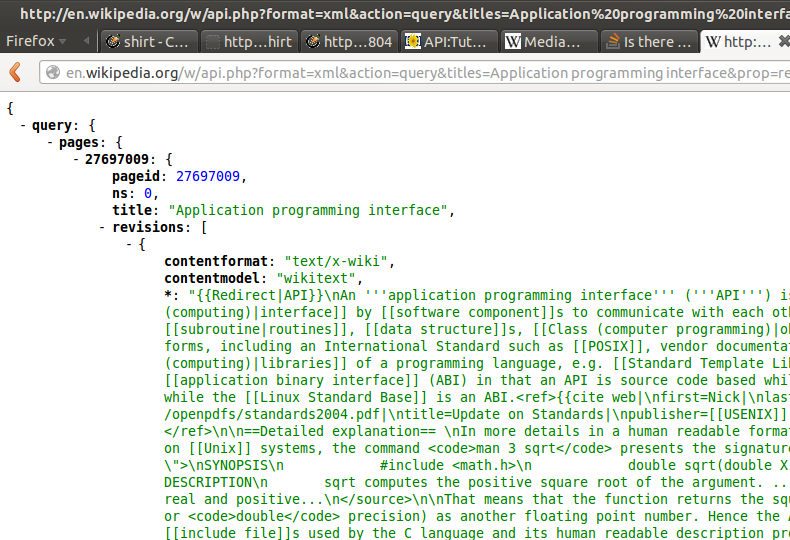 http://en.wikipedia.org/w/api.php?format=xml&action=query&titles=Application%20programming%20interfa
Firefox shirt - C... http...hirt http...804 API:Tut... Media... Is there ... http:...
en.wikipedia.org/w/api.php?format=xml&action=query&titles=Application programming interface&prop=re
{
- query: {
- pages: {
- 27697009: {
pageid: 27697009,
ns: 0,
title: "Application programming interface",
- revisions: [
- {
contentformat: "text/x-wiki",
contentmodel: "wikitext",
*: "{{Redirect|API}}\nAn '''application programming interface''' ('''API''') is
(computing)|interface]] by [[software component]]s to communicate with each oth
[[subroutine|routines]], [[data structure]]s, [[Class (computer programming)|ob
forms, including an International Standard such as [[POSIX]], vendor documenta
(computing)|libraries]] of a programming language, e.g. [[Standard Template Lib
[[application binary interface]] (ABI) in that an API is source code based whil
while the [[Linux Standard Base]] is an ABI.<ref>{{cite web|\nfirst=Nick|\nlas
/openpdfs/standards2004.pdf|\ntitle=Update on Standards|\npublisher=[[USENIX]]
</ref>\n\n==Detailed explanation== \nIn more details in a human readable format
on [[Unix]] systems, the command <code>man 3 sqrt</code> presents the signature
\">\nSYNOPSIS\n #include <math.h>\n double sqrt(double X
DESCRIPTION\n sqrt computes the positive square root of the argument. ..
real and positive...\n</source>\n\nThat means that the function returns the squ
or <code>double</code> precision) as another floating point number. Hence the A
[[include file]]s used by the C language and its human readable description pro